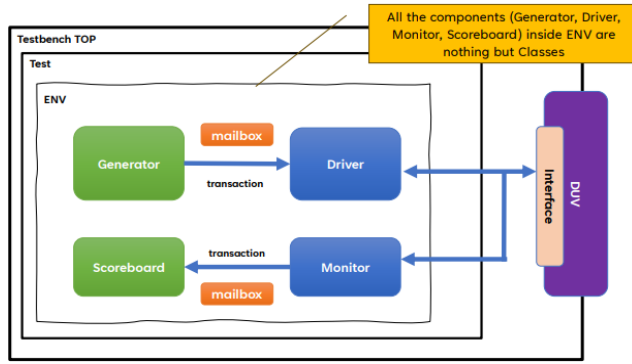 All the components (Generator, Driver,
Monitor, Scoreboard) inside ENV are
nothing but Classes
Testbench TOP
Test
ENV
mailbox
Generator
Driver
transaction
Interface
DUV
transaction
Scoreboard
Monitor
mailbox